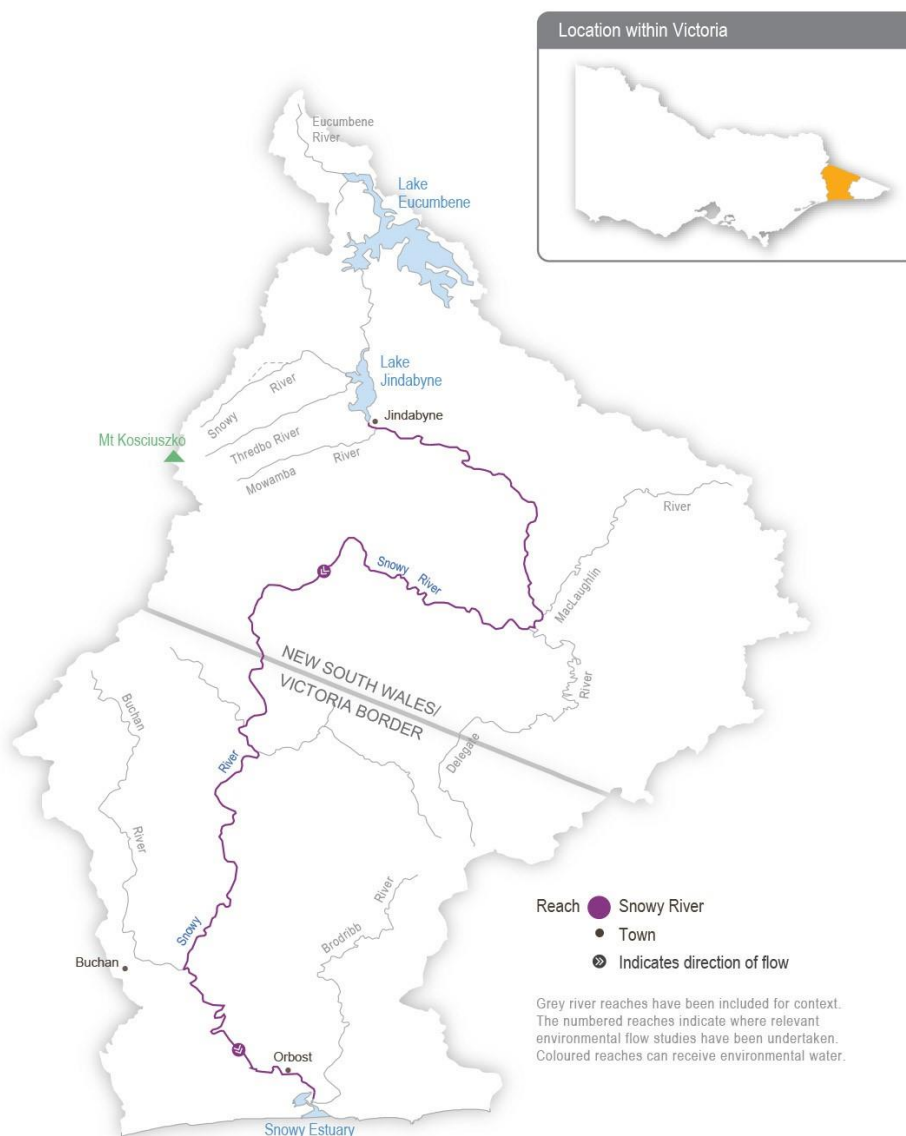 Location within Victoria
Eucumbene
River
Lake
Eucumbene
Lake
Jindabyne
Snowy River
Jindabyne
Thredbo River
Mt Kosciuszko
Mowamba River
River
MacLaughlin
Snowy River
NEW SOUTH WALES/
VICTORIA BORDER
River
Delegate
Buchan
River
River
Snowy
Brodribb River
Buchan
Orbost
Snowy Estuary
Reach Snowy River
Town
Indicates direction of flow
Grey river reaches have been included for context.
The numbered reaches indicate where relevant
environmental flow studies have been undertaken.
Coloured reaches can receive environmental water.